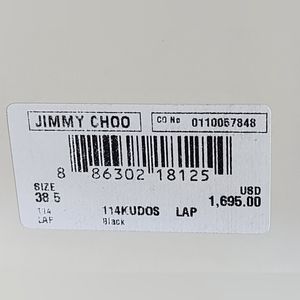 JIMMY CHOO
CO No 0110057848
8 86302 18125
SIZE USD
38.5 1,695.00
114 114KUDOS LAP
LAP Black